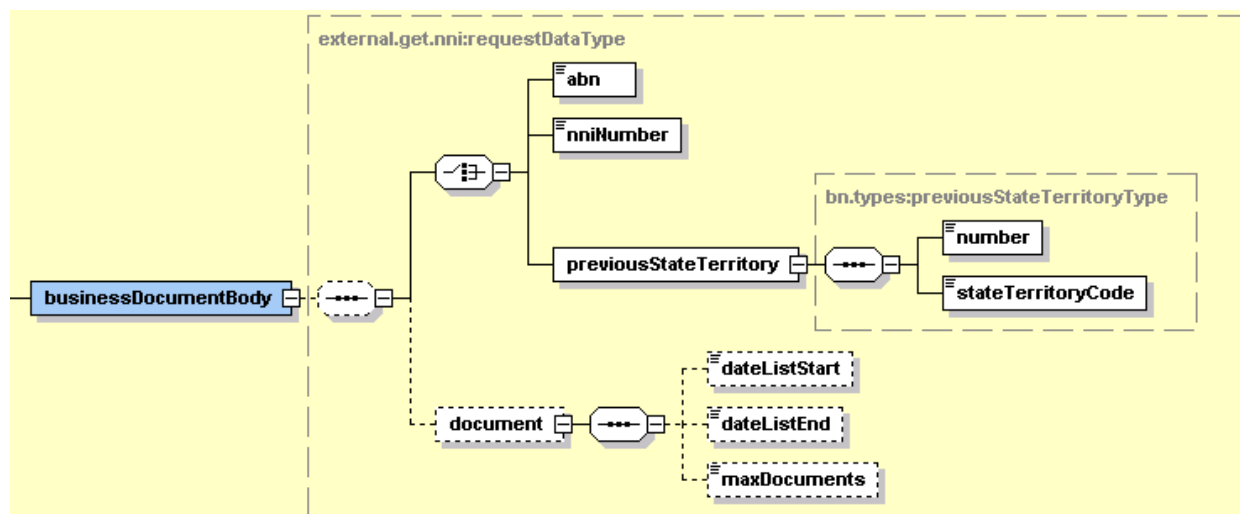 external.get.nni:requestDataType
abn
nniNumber
bn.types:previousStateTerritoryType
number
previousStateTerritory
stateTerritoryCode
businessDocumentBody
dateListStart
document
dateListEnd
maxDocuments